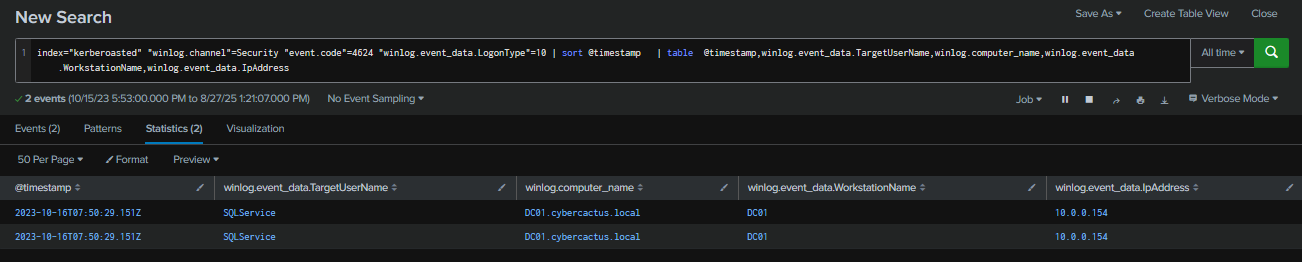 New Search
Save As Create Table View Close
1 index="kerberoasted" "winlog.channel"=Security "event.code"=4624 "winlog.event_data.LogonType"=10 | sort @timestamp | table @timestamp,winlog.event_data.TargetUserName,winlog.computer_name,winlog.event_data
.WorkstationName,winlog.event_data.IpAddress
All time
2 events (10/15/23 5:53:00.000 PM to 8/27/25 1:21:07.000 PM) No Event Sampling
Job Verbose Mode
Events (2) Patterns Statistics (2) Visualization
50 Per Page Format Preview
@timestamp winlog.event_data.TargetUserName winlog.computer_name winlog.event_data.WorkstationName winlog.event_data.IpAddress
2023-10-16T07:50:29.151Z SQLService DC01.cybercactus.local DC01 10.0.0.154
2023-10-16T07:50:29.151Z SQLService DC01.cybercactus.local DC01 10.0.0.154